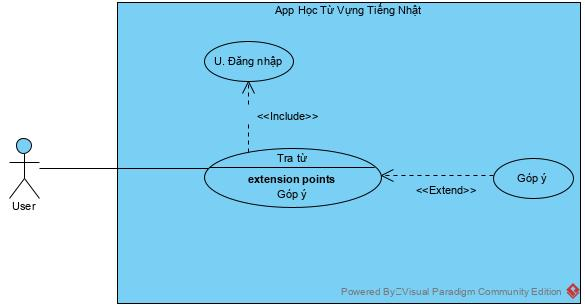 App Học Từ Vựng Tiếng Nhật
U. Đăng nhập
<<Include>>
Tra từ
extension points
Góp ý
Góp ý
<<Extend>>
User
Powered By Visual Paradigm Community Edition